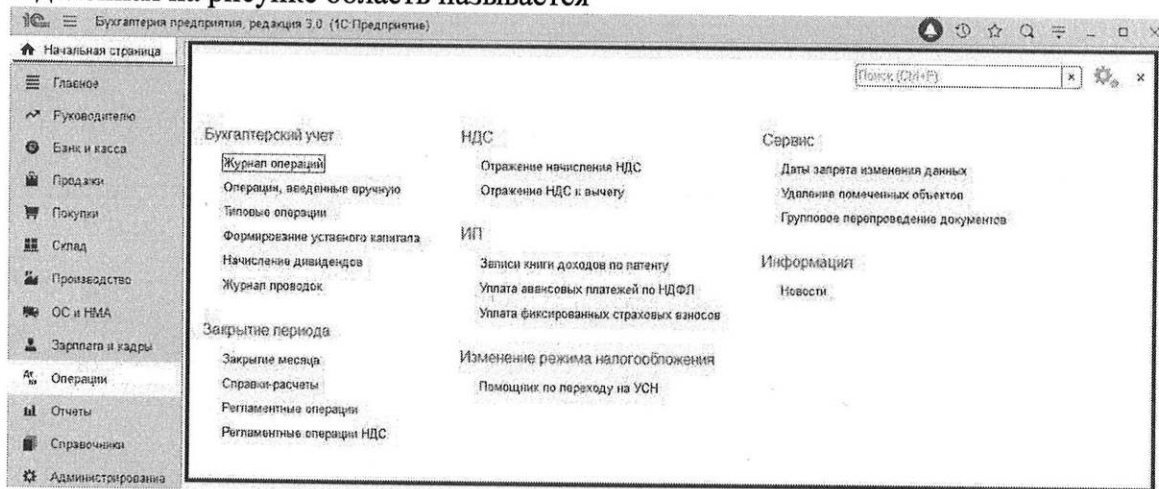 на рисунке область называется
1С Бухгалтерия предприятия, редакция 3.0 (1С:Предприятие)
Начальная страница
Поиск (Ctrl+F)
Главное
Руководителю
Банк и касса
Продажи
Покупки
Склад
Производство
ОС и НМА
Зарплата и кадры
Операции
Отчеты
Справочники
Администрирование
Бухгалтерский учет
Журнал операций
Операции, введенные вручную
Типовые операции
Формирование уставного капитала
Начисление дивидендов
Журнал проводок
Закрытие периода
Закрытие месяца
Справки-расчеты
Регламентные операции
Регламентные операции НДС
НДС
Отражение начисления НДС
Отражение НДС к вычету
ИП
Записи книги доходов по патенту
Уплата авансовых платежей по НДФЛ
Уплата фиксированных страховых взносов
Изменение режима налогообложения
Помощник по переходу на УСН
Сервис
Даты запрета изменения данных
Удаление помеченных объектов
Групповое перепроведение документов
Информация
Новости